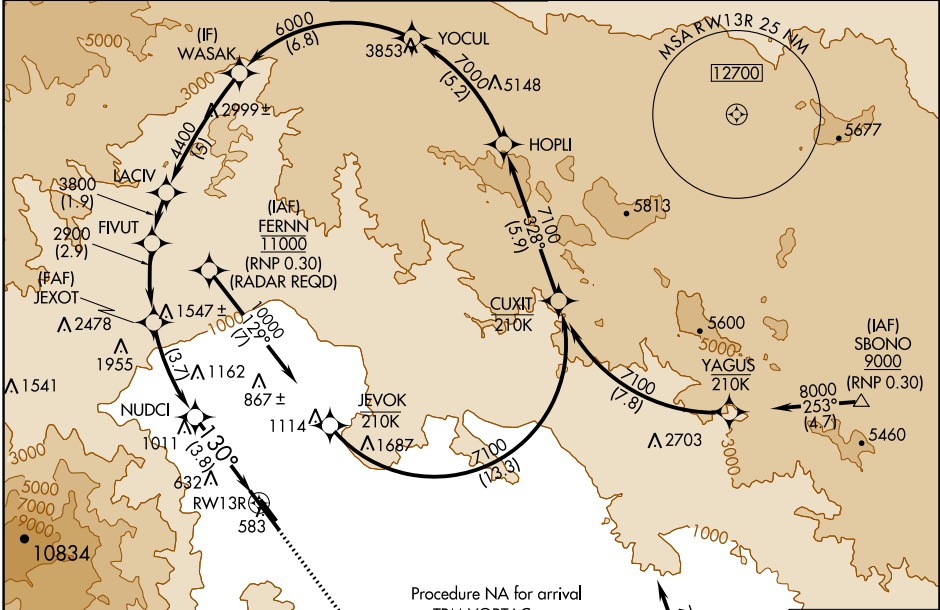 6000
(6.8)
YOCUL
3853
(IF)
WASAK
5000
3000
2999±
7000
(5.2)
5148
MSA RW13R 25 NM
12700
5677
HOPLI
4400
(5)
LACIV
3800
(1.9)
FIVUT
2900
(2.9)
(FAF)
JEXOT
(IAF)
FERNN
11000
(RNP 0.30)
(RADAR REQD)
7100
328°
(5.9)
5813
CUXIT
210K
1547±
1000
2478
1955
1541
(3.7)
1162
867±
10000
129°
(7)
5600
5000
YAGUS
210K
(IAF)
SBONO
9000
(RNP 0.30)
8000
253°
(4.7)
7100
(7.8)
JEVOK
210K
1114
1687
7100
(13.3)
2703
3000
5460
NUDCI
1011
130°
(3.8)
632
RW13R
583
3000
5000
7000
9000
10834
1000
Procedure NA for arrival